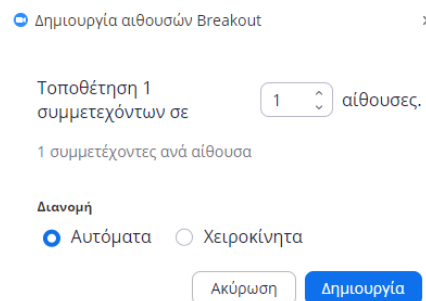 Δημιουργία αιθουσών Breakout
Τοποθέτηση 1
συμμετεχόντων σε
1 αίθουσες.
1 συμμετέχοντες ανά αίθουσα
Διανομή
Αυτόματα Χειροκίνητα
Ακύρωση Δημιουργία